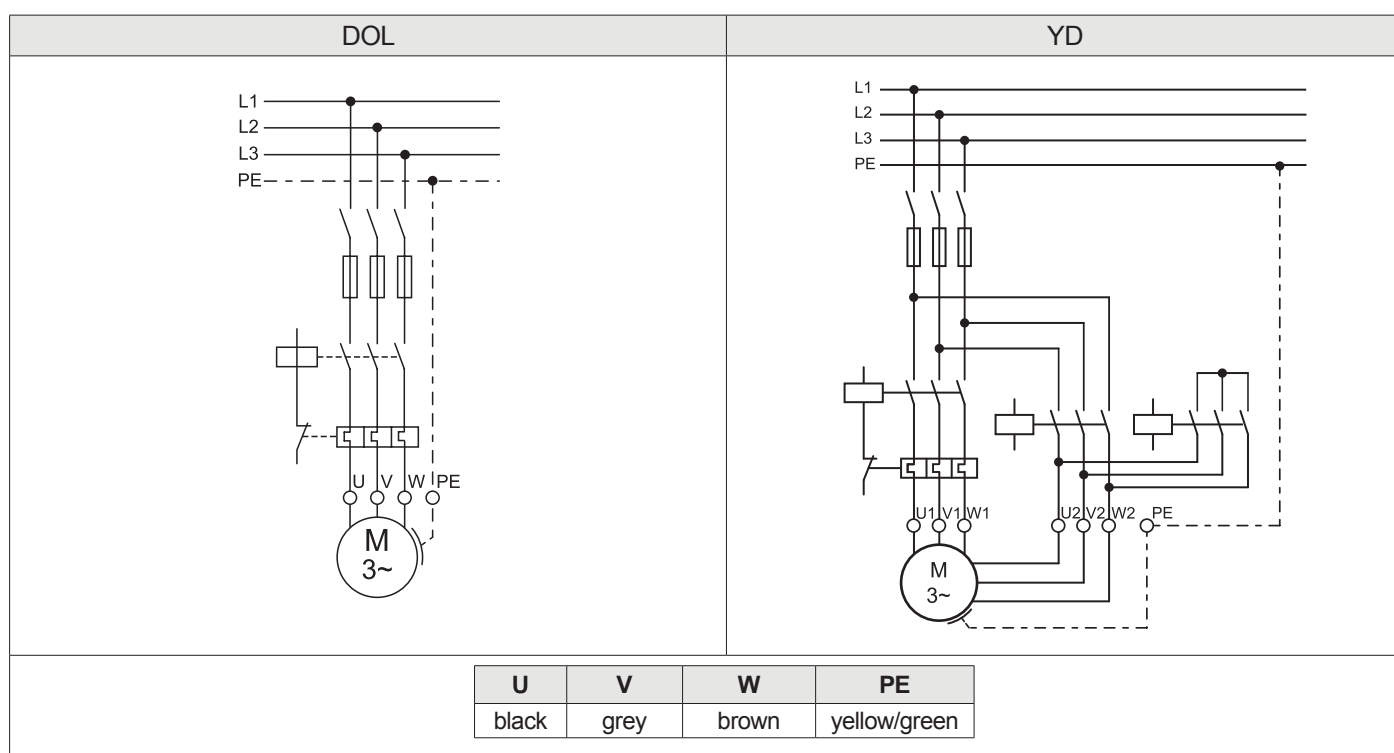 DOL
YD
L1
L2
L3
PE
U V W PE
M
3~
L1
L2
L3
PE
U1 V1 W1 U2 V2 W2 PE
M
3~
U V W PE
black grey brown yellow/green